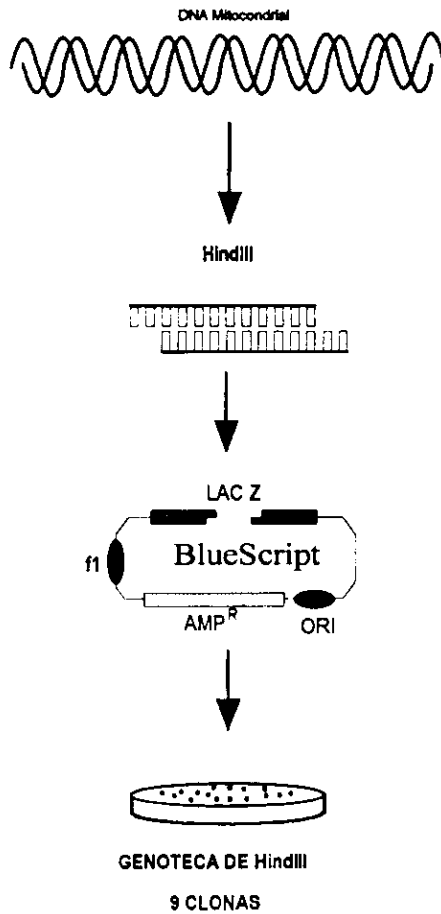 DNA Mitocondrial
HindIII
LAC Z
f1
BlueScript
AMP^R
ORI
GENOTECA DE HindIII
9 CLONAS